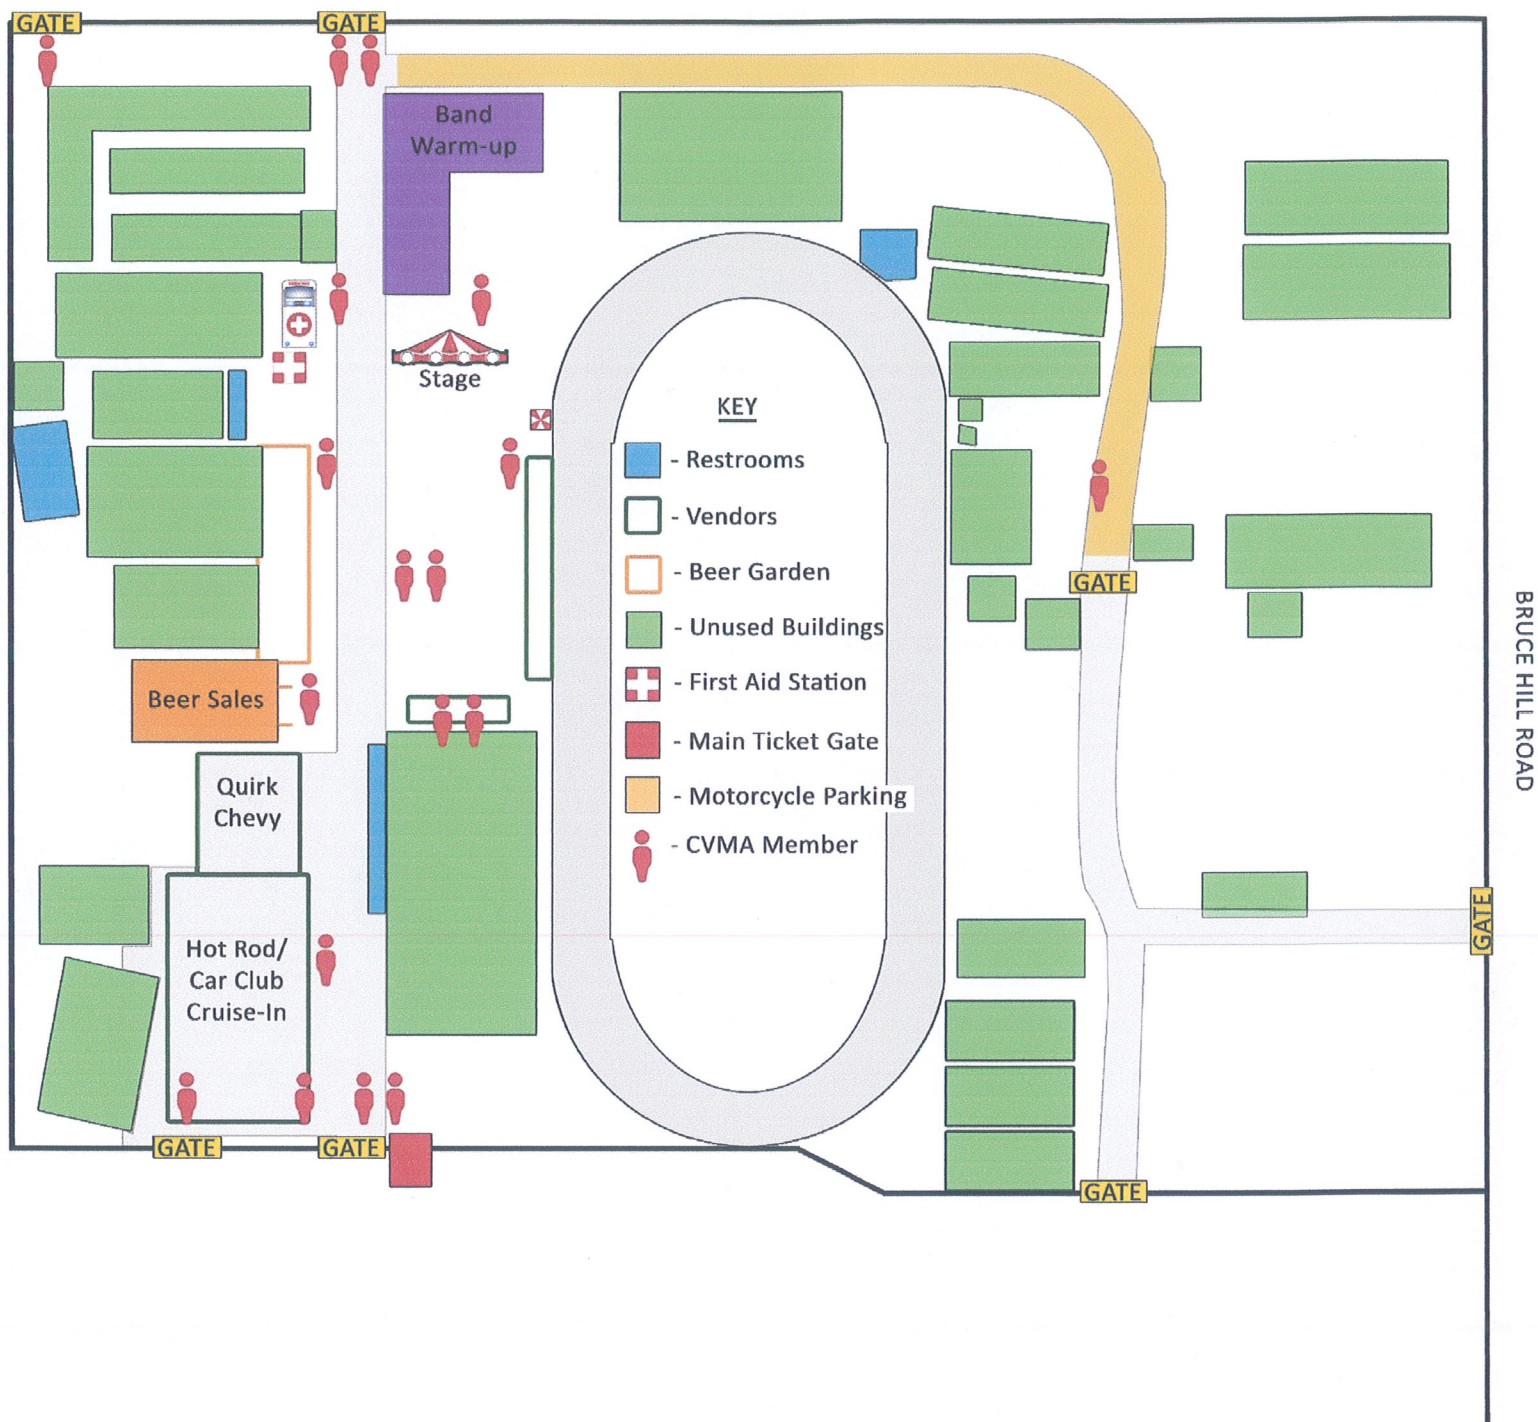 GATE
GATE
Band
Warm-up
Stage
KEY
- Restrooms
- Vendors
- Beer Garden
- Unused Buildings
- First Aid Station
- Main Ticket Gate
- Motorcycle Parking
- CVMA Member
GATE
BRUCE HILL ROAD
Beer Sales
Quirk
Chevy
Hot Rod/
Car Club
Cruise-In
GATE
GATE
GATE
GATE